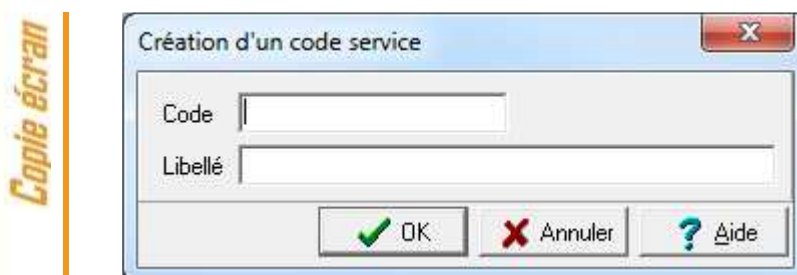 Copie écran
Création d'un code service
Code
Libellé
OK
Annuler
Aide